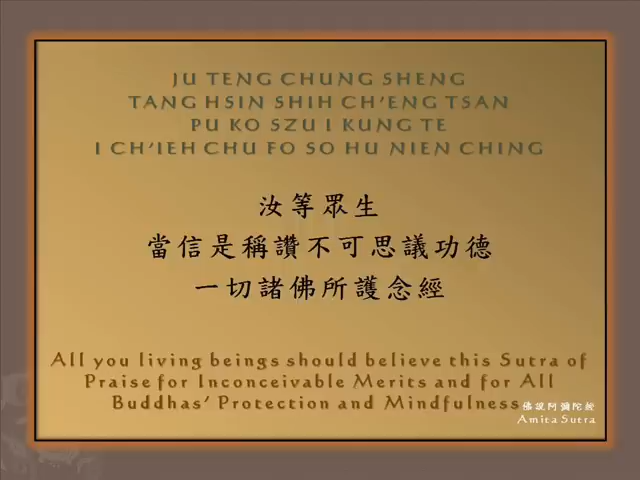 JU TENG CHUNG SHENG
TANG HSIN SHIH CH'ENG TSAN
PU KO SZU I KUNG TE
I CH'IEH CHU FO SO HU NIEN CHING
汝等眾生
當信是稱讚不可思議功德
一切諸佛所護念經
All you living beings should believe this Sutra of
Praise for Inconceivable Merits and for All
Buddhas' Protection and Mindfulness
佛說阿彌陀經
Amita Sutra